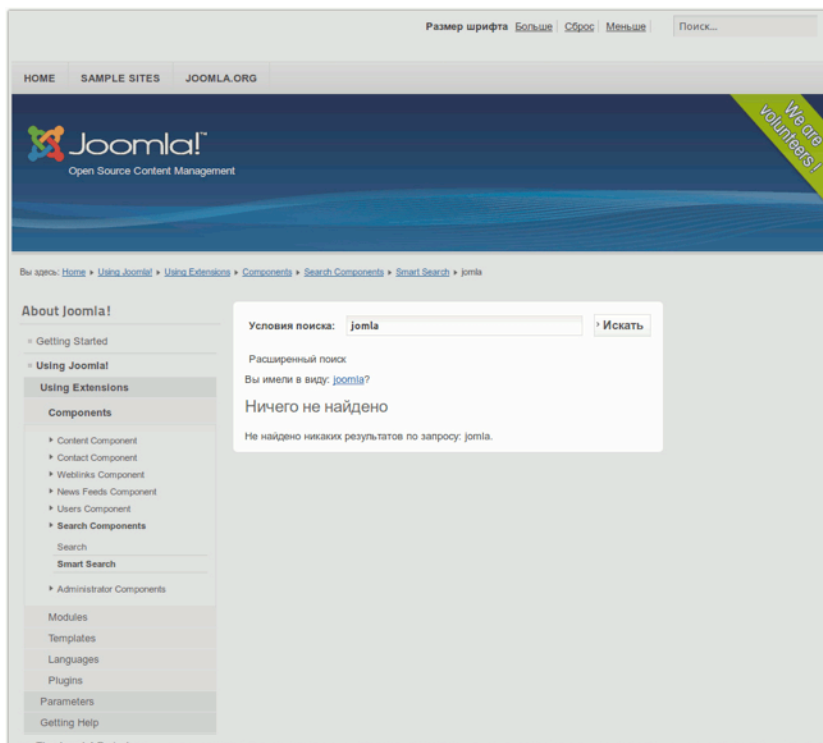 Размер шрифта Больше Сброс Меньше Поиск...
HOME SAMPLE SITES JOOMLA.ORG
We are volunteers !
Joomla!™
Open Source Content Management
Вы здесь: Home Using Joomla! Using Extensions Components Search Components Smart Search jomla
About Joomla!
Getting Started
Using Joomla!
Using Extensions
Components
Content Component
Contact Component
Weblinks Component
News Feeds Component
Users Component
Search Components
Search
Smart Search
Administrator Components
Modules
Templates
Languages
Plugins
Parameters
Getting Help
Условия поиска: jomla Искать
Расширенный поиск
Вы имели в виду: joomla?
Ничего не найдено
Не найдено никаких результатов по запросу: jomla.